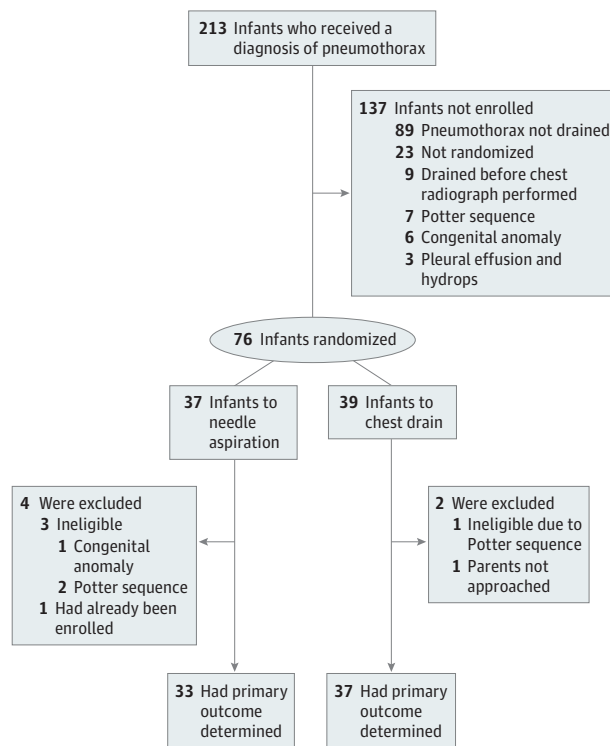 213 Infants who received a
diagnosis of pneumothorax
137 Infants not enrolled
89 Pneumothorax not drained
23 Not randomized
9 Drained before chest
radiograph performed
7 Potter sequence
6 Congenital anomaly
3 Pleural effusion and
hydrops
76 Infants randomized
37 Infants to
needle
aspiration
39 Infants to
chest drain
4 Were excluded
3 Ineligible
1 Congenital
anomaly
2 Potter sequence
1 Had already been
enrolled
2 Were excluded
1 Ineligible due to
Potter sequence
1 Parents not
approached
33 Had primary
outcome
determined
37 Had primary
outcome
determined